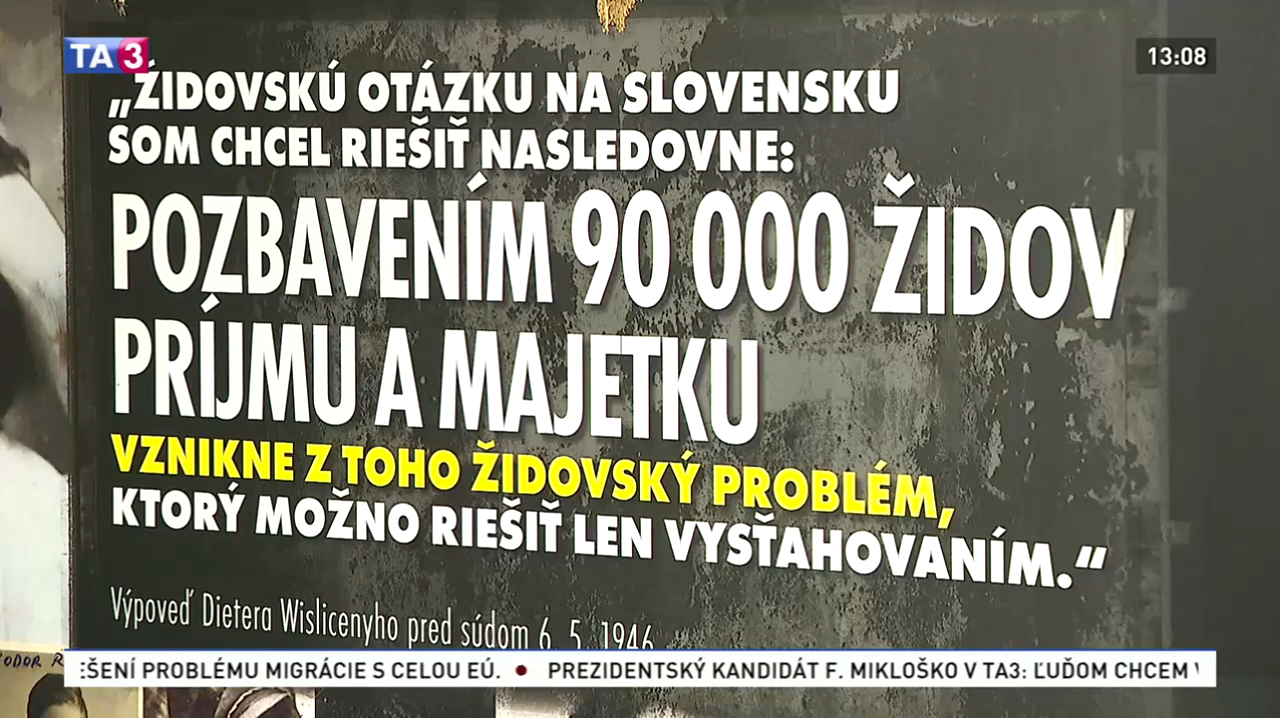 TA3
13:08
„ŽIDOVSKÚ OTÁZKU NA SLOVENSKU
SOM CHCEL RIEŠIŤ NASLEDOVNE:
POZBAVENÍM 90 000 ŽIDOV
PRÍJMU A MAJETKU
VZNIKNE Z TOHO ŽIDOVSKÝ PROBLÉM,
KTORÝ MOŽNO RIEŠIŤ LEN VYSŤAHOVANÍM.“
Výpoveď Dietera Wislicenyho pred súdom 6. 5. 1946
PROBLÉMU MIGRÁCIE S CELOU EÚ. • PREZIDENTSKÝ KANDIDÁT F. MIKLOŠKO V TA3: ĽUĎOM CHCEM